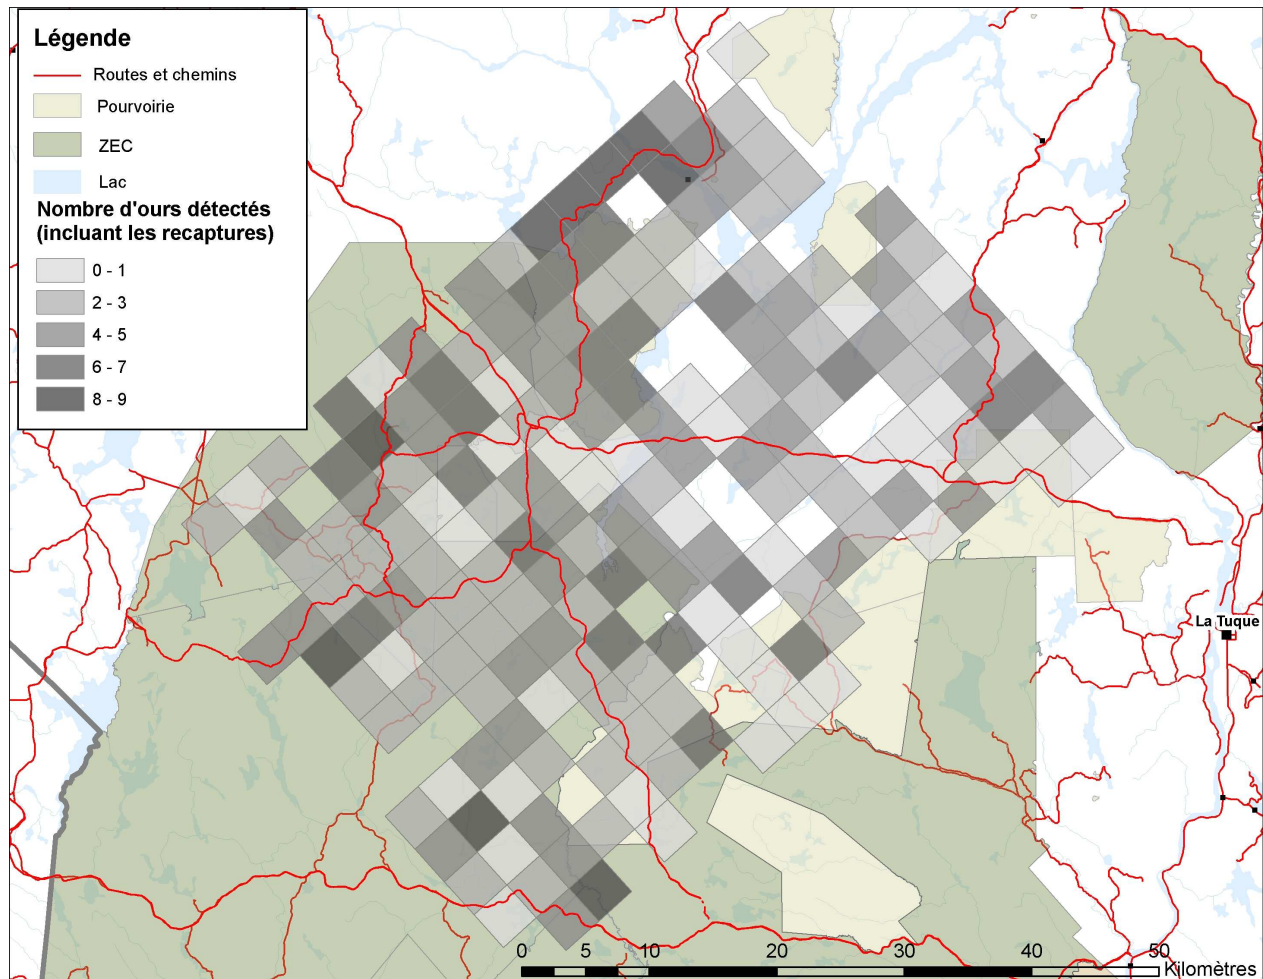 Légende
Routes et chemins
Pourvoirie
ZEC
Lac
Nombre d'ours détectés
(incluant les recaptures)
0 - 1
2 - 3
4 - 5
6 - 7
8 - 9
La Tuque
0 5 10 20 30 40 50
Kilomètres